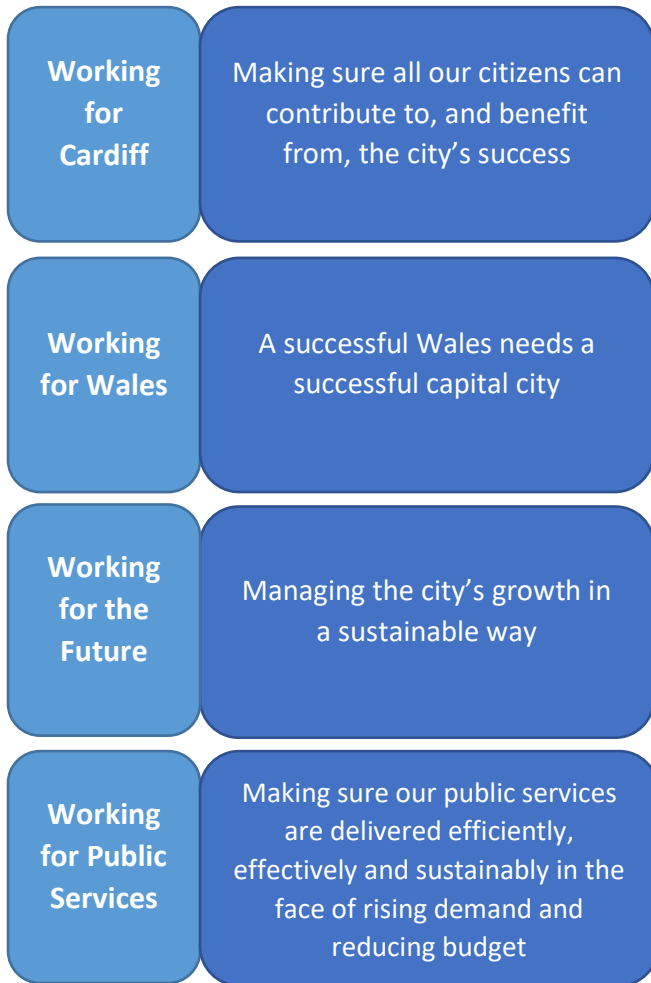 Working
for
Cardiff
Making sure all our citizens can
contribute to, and benefit
from, the city’s success
Working
for Wales
A successful Wales needs a
successful capital city
Working
for the
Future
Managing the city’s growth in
a sustainable way
Working
for Public
Services
Making sure our public services
are delivered efficiently,
effectively and sustainably in the
face of rising demand and
reducing budget